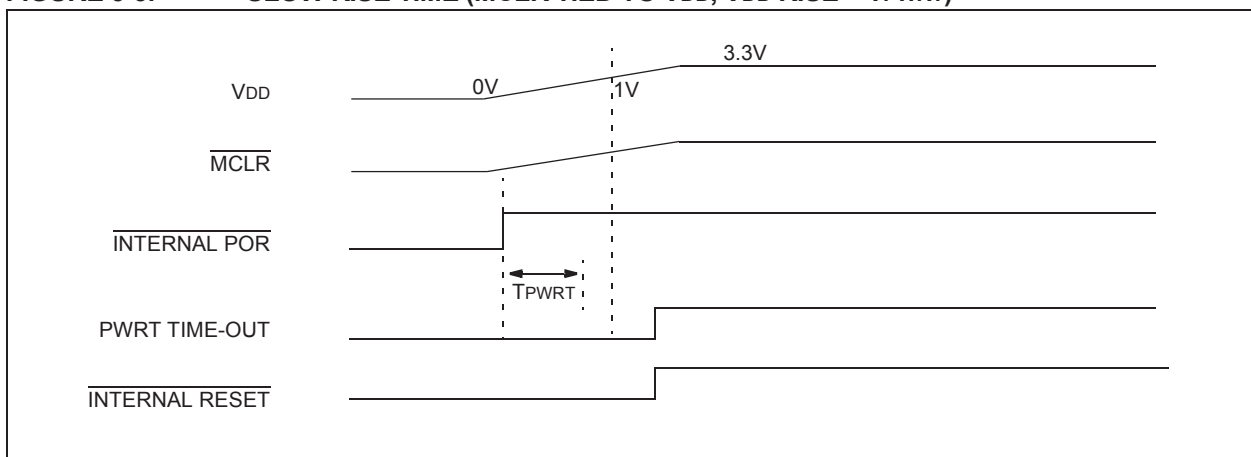 3.3V
0V
1V
VDD
MCLR
INTERNAL POR
TPWRT
PWRT TIME-OUT
INTERNAL RESET